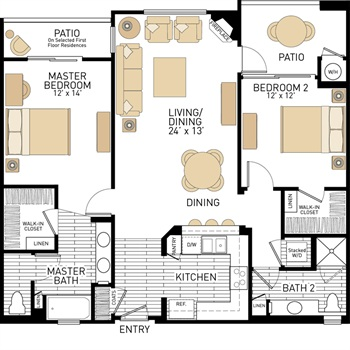 PATIO
On Selected First
Floor Residences
FIREPLACE
PATIO
W/H
MASTER
BEDROOM
12' x 14'
BEDROOM 2
12' x 12'
LIVING/
DINING
24' x 13'
DINING
WALK-IN
CLOSET
LINEN
LINEN
WALK-IN
CLOSET
PANTRY
D/W
Stacked
W/D
MASTER
BATH
KITCHEN
BATH 2
LINEN
COATS
REF.
LINEN
ENTRY